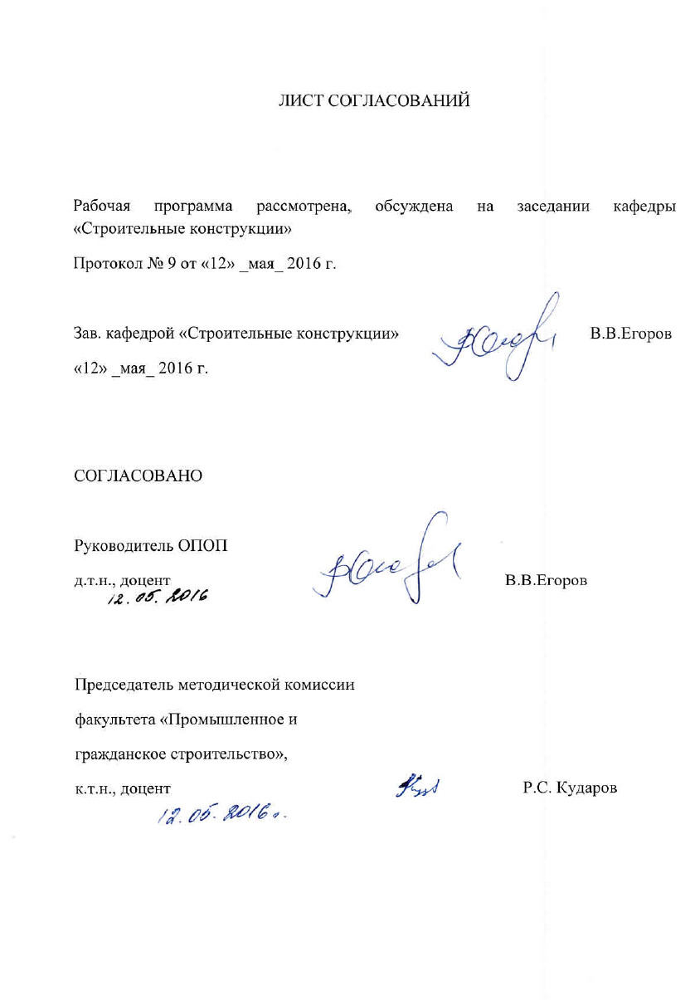 ЛИСТ СОГЛАСОВАНИЙ
Рабочая программа рассмотрена, обсуждена на заседании кафедры
«Строительные конструкции»
Протокол № 9 от «12» _мая_ 2016 г.
Зав. кафедрой «Строительные конструкции» В.В.Егоров
«12» _мая_ 2016 г.
СОГЛАСОВАНО
Руководитель ОПОП
д.т.н., доцент В.В.Егоров
12.05.2016
Председатель методической комиссии
факультета «Промышленное и
гражданское строительство»,
к.т.н., доцент Р.С. Кударов
12.05.2016 г.